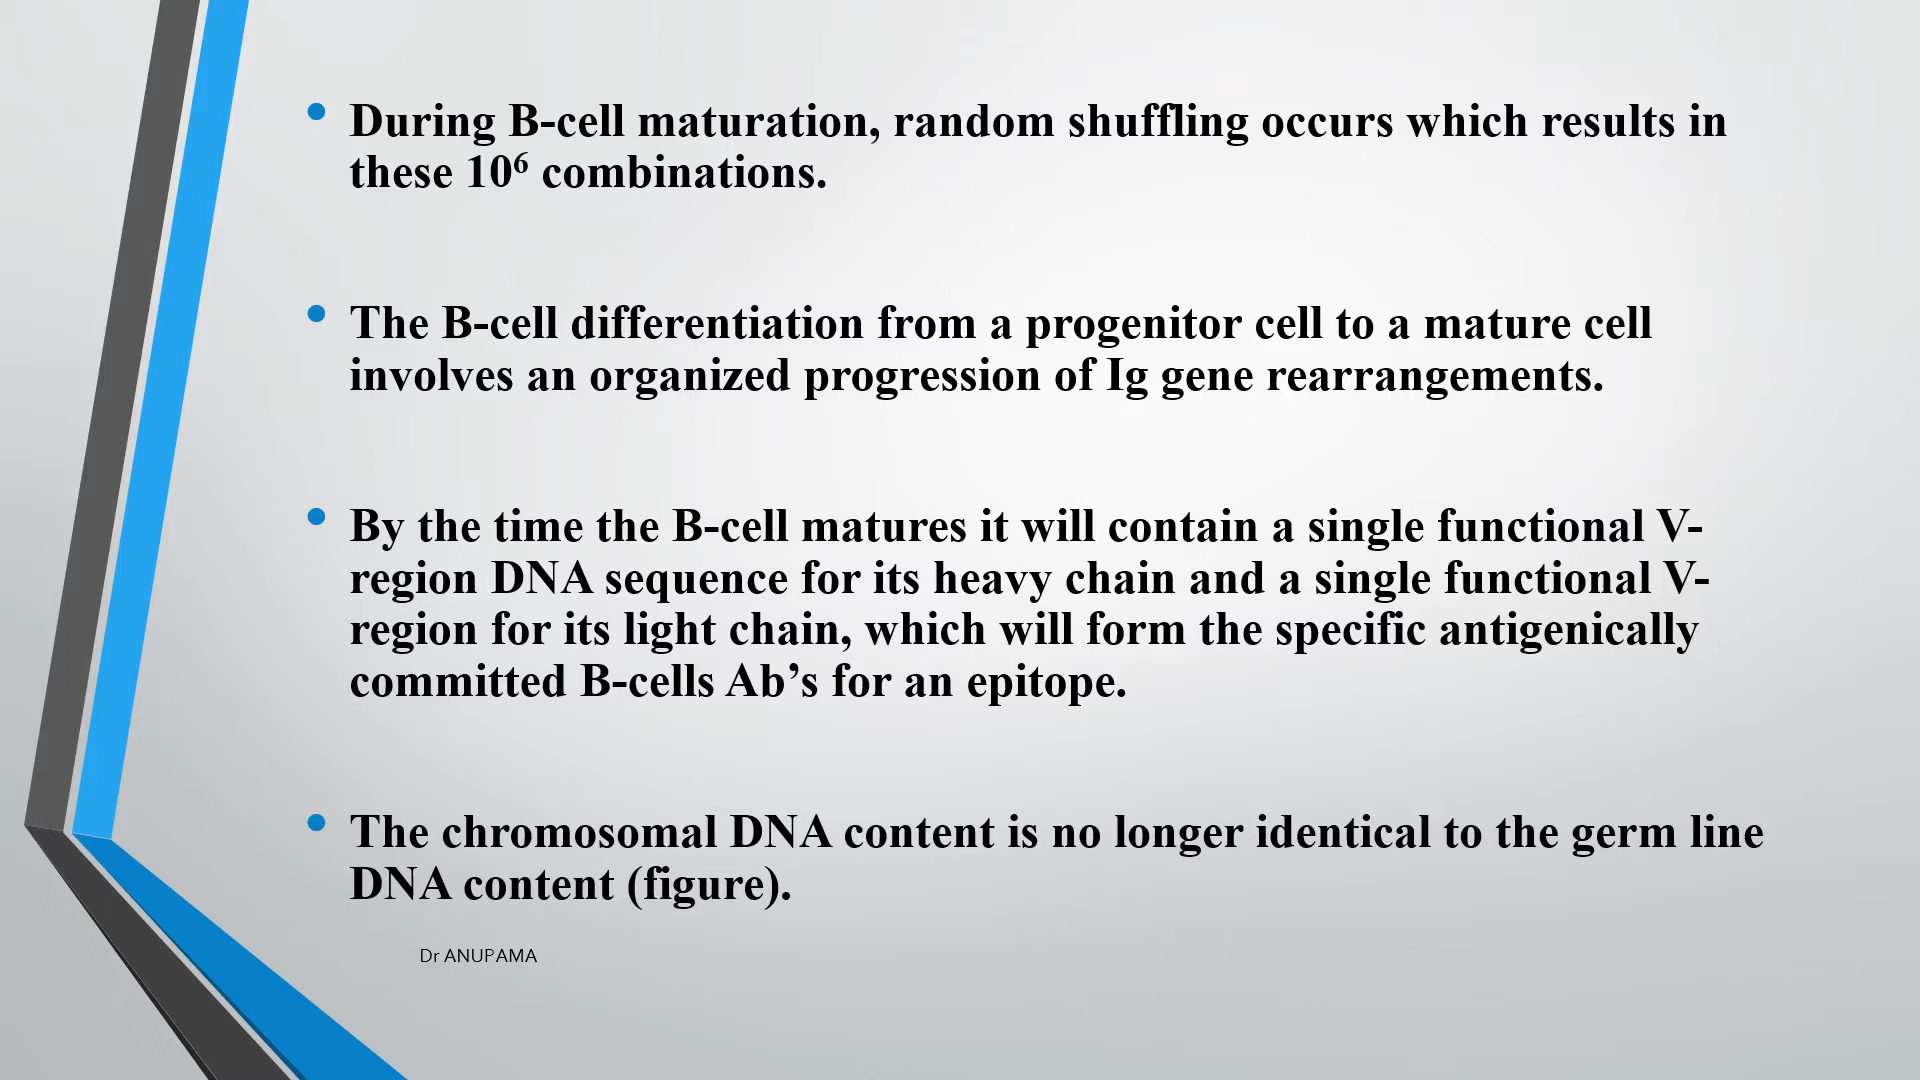 • During B-cell maturation, random shuffling occurs which results in
these 10⁶ combinations.
• The B-cell differentiation from a progenitor cell to a mature cell
involves an organized progression of Ig gene rearrangements.
• By the time the B-cell matures it will contain a single functional V-
region DNA sequence for its heavy chain and a single functional V-
region for its light chain, which will form the specific antigenically
committed B-cells Ab’s for an epitope.
• The chromosomal DNA content is no longer identical to the germ line
DNA content (figure).
Dr ANUPAMA